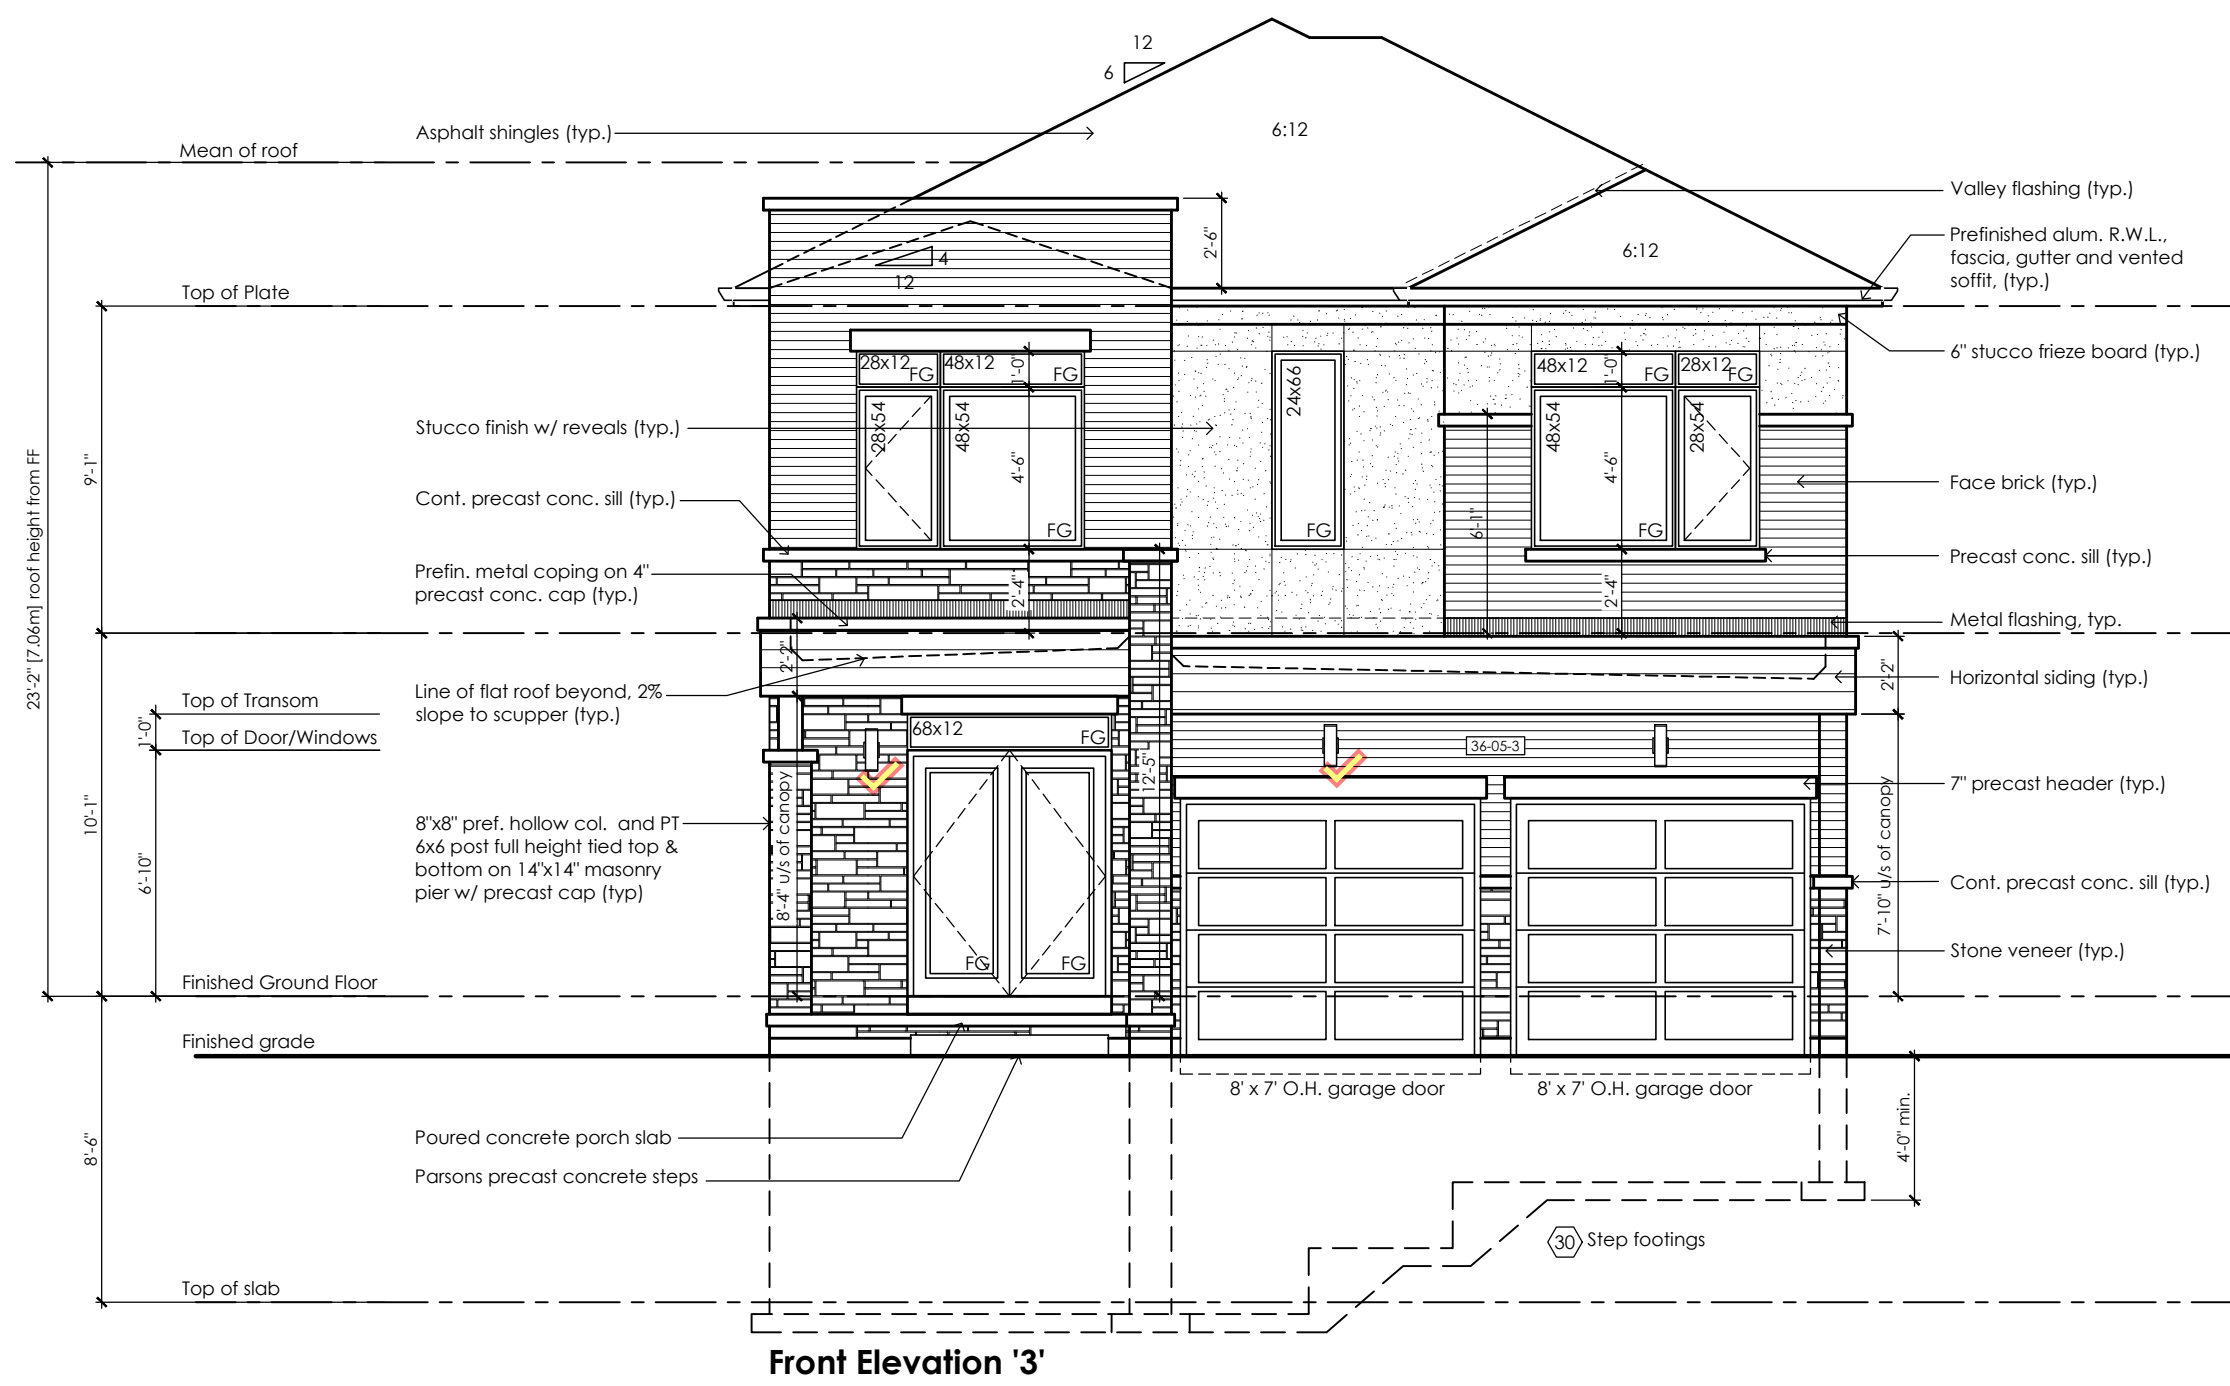 12
6
Asphalt shingles (typ.)
6:12
Mean of roof
Valley flashing (typ.)
Prefinished alum. R.W.L.,
fascia, gutter and vented
soffit, (typ.)
2'-6"
6:12
4
12
Top of Plate
6" stucco frieze board (typ.)
28x12
FG
48x12
1'-0"
FG
24x66
48x12
1'-0"
FG
28x12
FG
28x54
48x54
48x54
28x54
Stucco finish w/ reveals (typ.)
9'-1"
4'-6"
4'-6"
Face brick (typ.)
Cont. precast conc. sill (typ.)
FG
FG
FG
6'-1"
Precast conc. sill (typ.)
Prefin. metal coping on 4"
precast conc. cap (typ.)
2'-4"
2'-4"
Metal flashing, typ.
23'-2" [7.06m] roof height from FF
2'-2"
2'-2"
Horizontal siding (typ.)
Line of flat roof beyond, 2%
slope to scupper (typ.)
Top of Transom
1'-0"
Top of Door/Windows
68x12
FG
36-05-3
12'-5"
7" precast header (typ.)
10'-1"
6'-10"
8"x8" pref. hollow col. and PT
6x6 post full height tied top &
bottom on 14"x14" masonry
pier w/ precast cap (typ)
8'-4" u/s of canopy
7'-10" u/s of canopy
Cont. precast conc. sill (typ.)
Stone veneer (typ.)
FG
FG
Finished Ground Floor
Finished grade
8' x 7' O.H. garage door
8' x 7' O.H. garage door
8'-6"
4'-0" min.
Poured concrete porch slab
Parsons precast concrete steps
30
Step footings
Top of slab
Front Elevation '3'